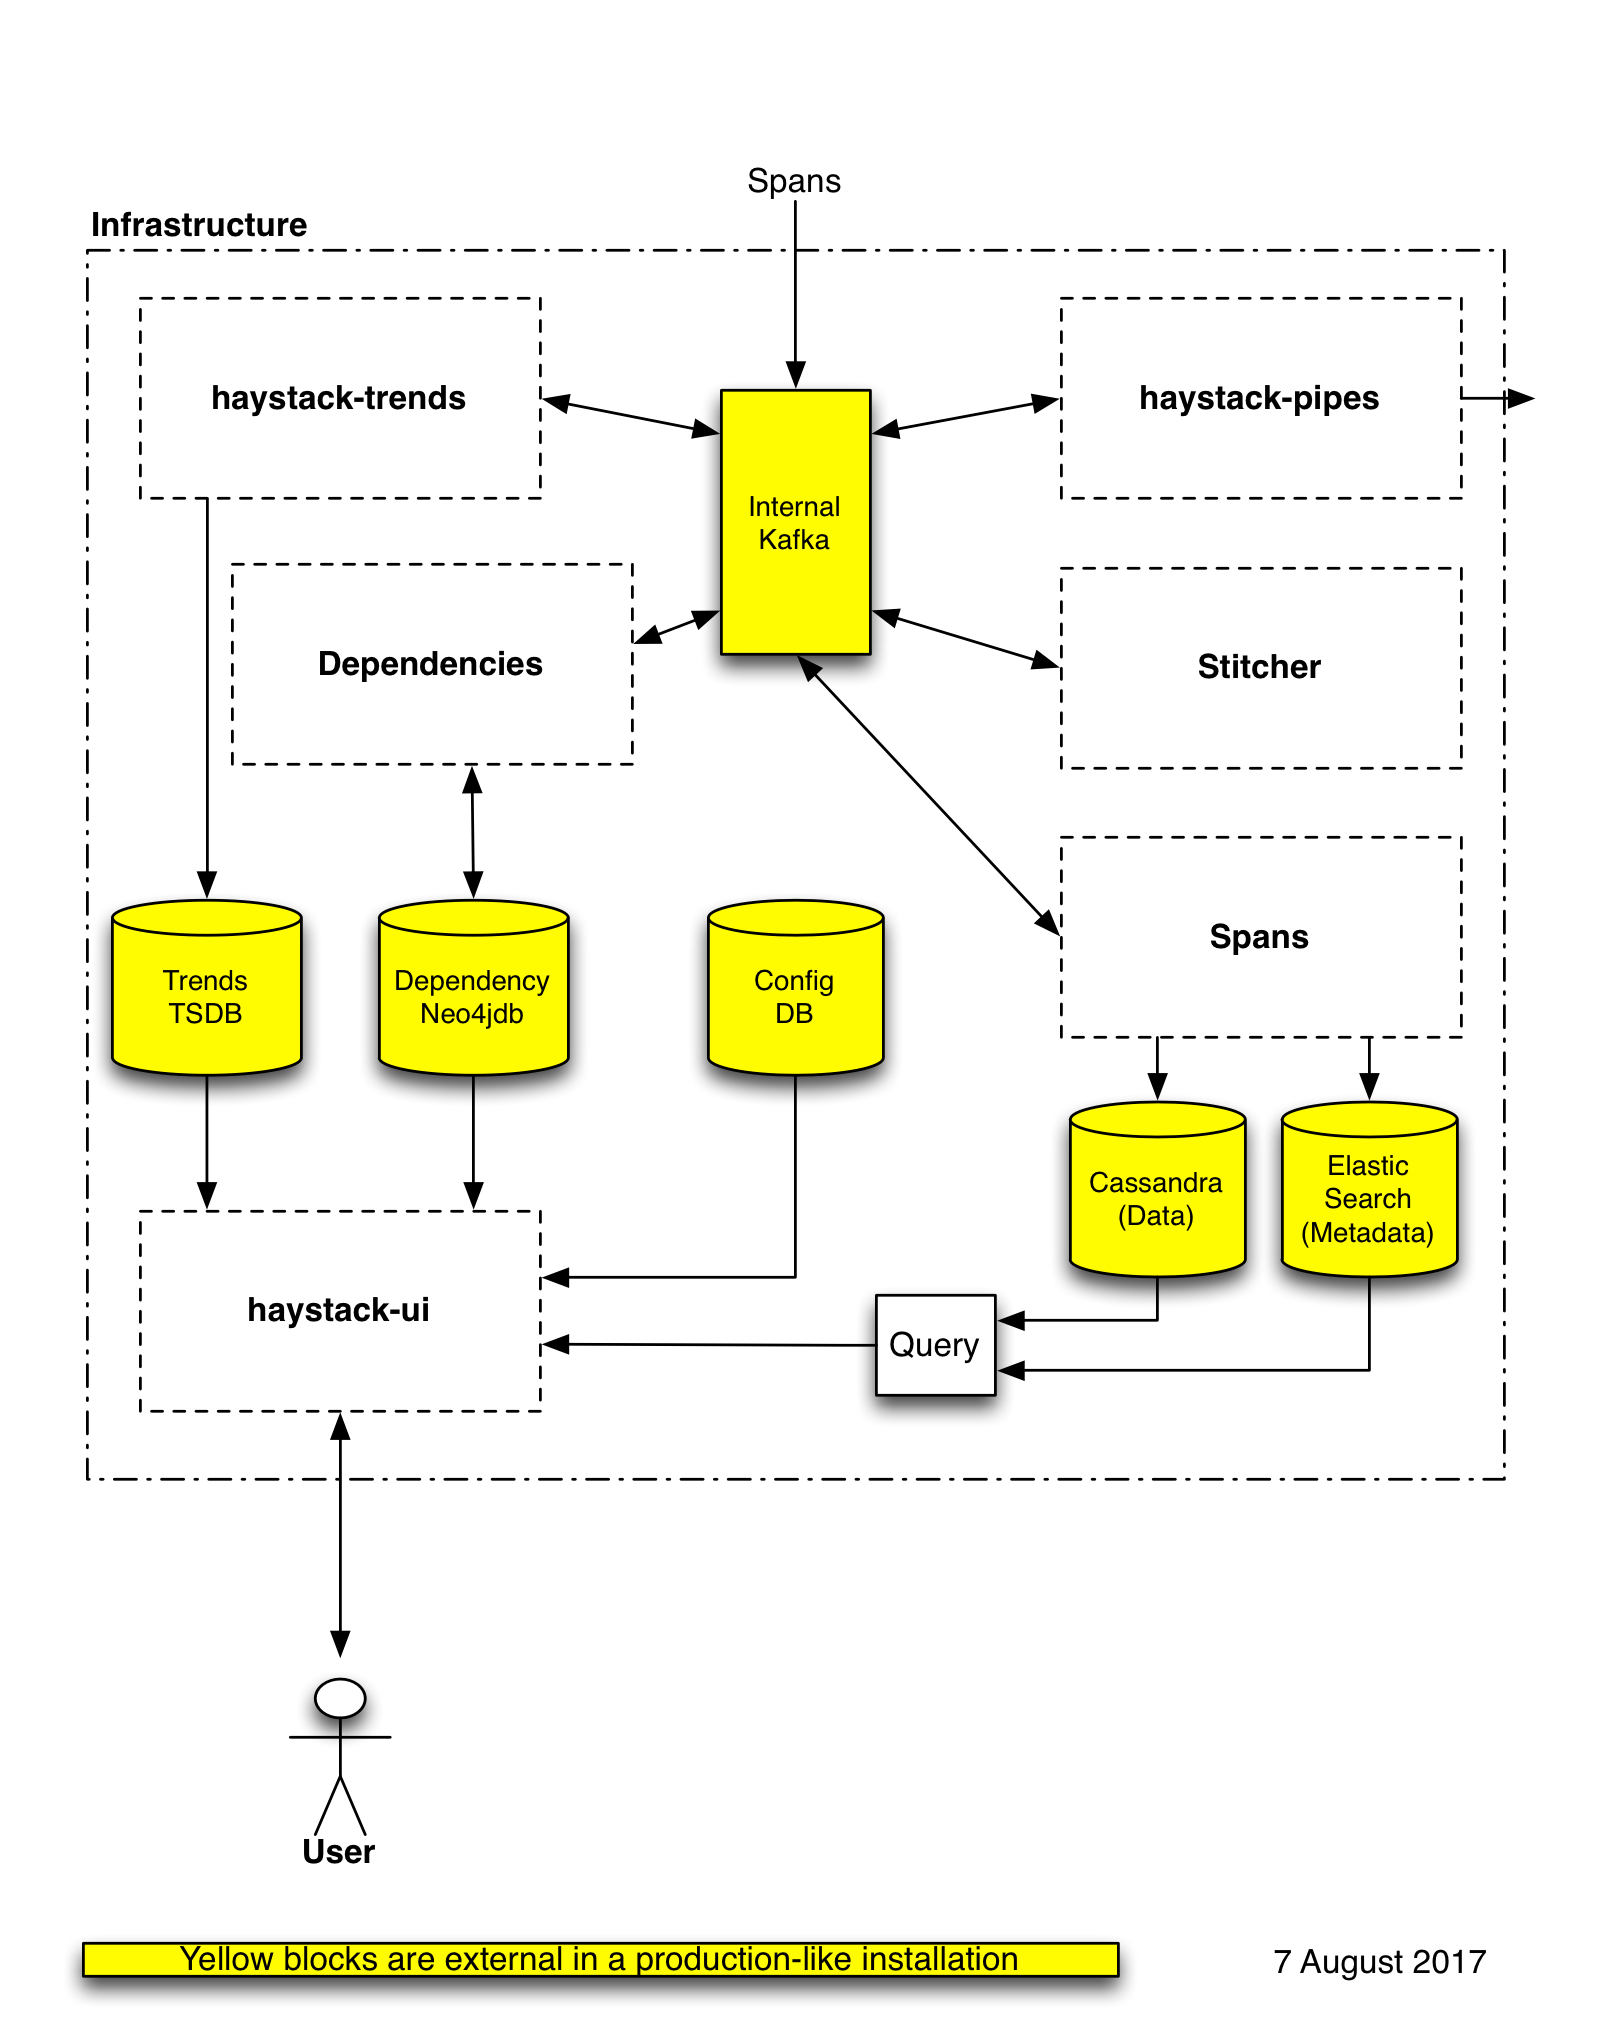 Spans
Infrastructure
haystack-trends
haystack-pipes
Internal
Kafka
Dependencies
Stitcher
Spans
Trends
TSDB
Dependency
Neo4jdb
Config
DB
Cassandra
(Data)
Elastic
Search
(Metadata)
haystack-ui
Query
User
Yellow blocks are external in a production-like installation
7 August 2017